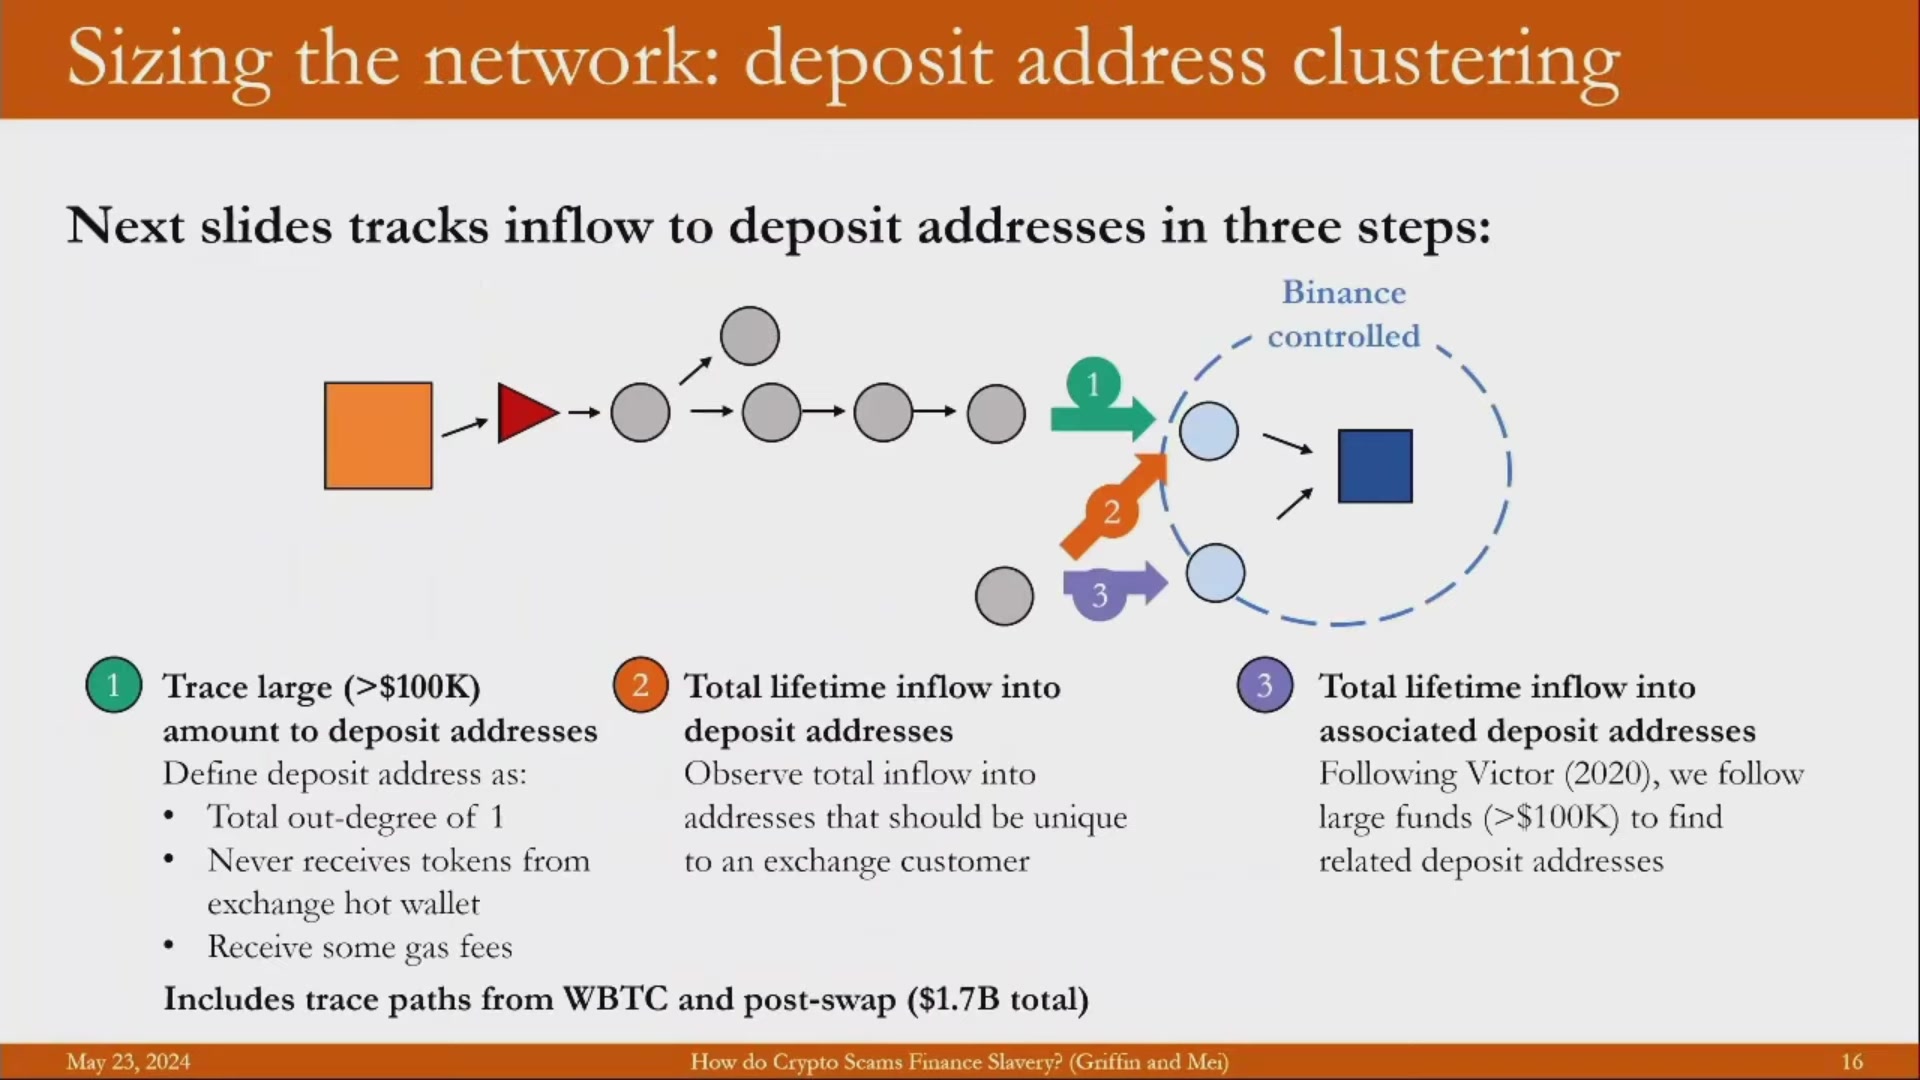 Sizing the network: deposit address clustering
Next slides tracks inflow to deposit addresses in three steps:
Binance
controlled
1
2
3
1
Trace large (>$100K)
amount to deposit addresses
Define deposit address as:
• Total out-degree of 1
• Never receives tokens from
exchange hot wallet
• Receive some gas fees
Includes trace paths from WBTC and post-swap ($1.7B total)
2
Total lifetime inflow into
deposit addresses
Observe total inflow into
addresses that should be unique
to an exchange customer
3
Total lifetime inflow into
associated deposit addresses
Following Victor (2020), we follow
large funds (>$100K) to find
related deposit addresses
May 23, 2024
How do Crypto Scams Finance Slavery? (Griffin and Mei)
16